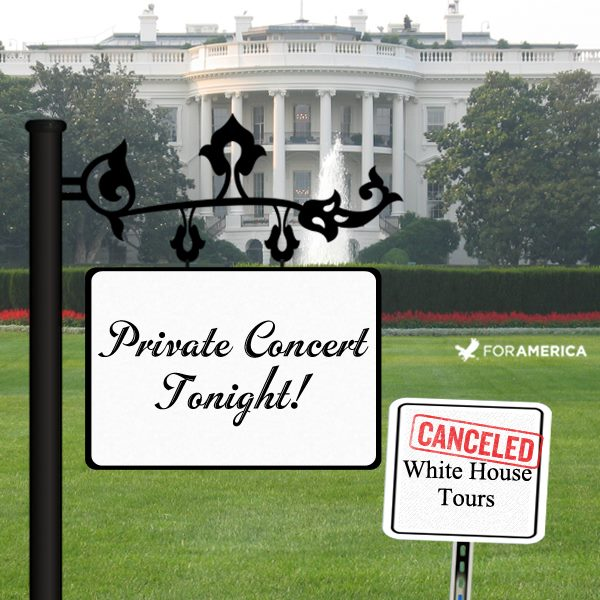 Private Concert
Tonight!
FORAMERICA
CANCELED
White House
Tours